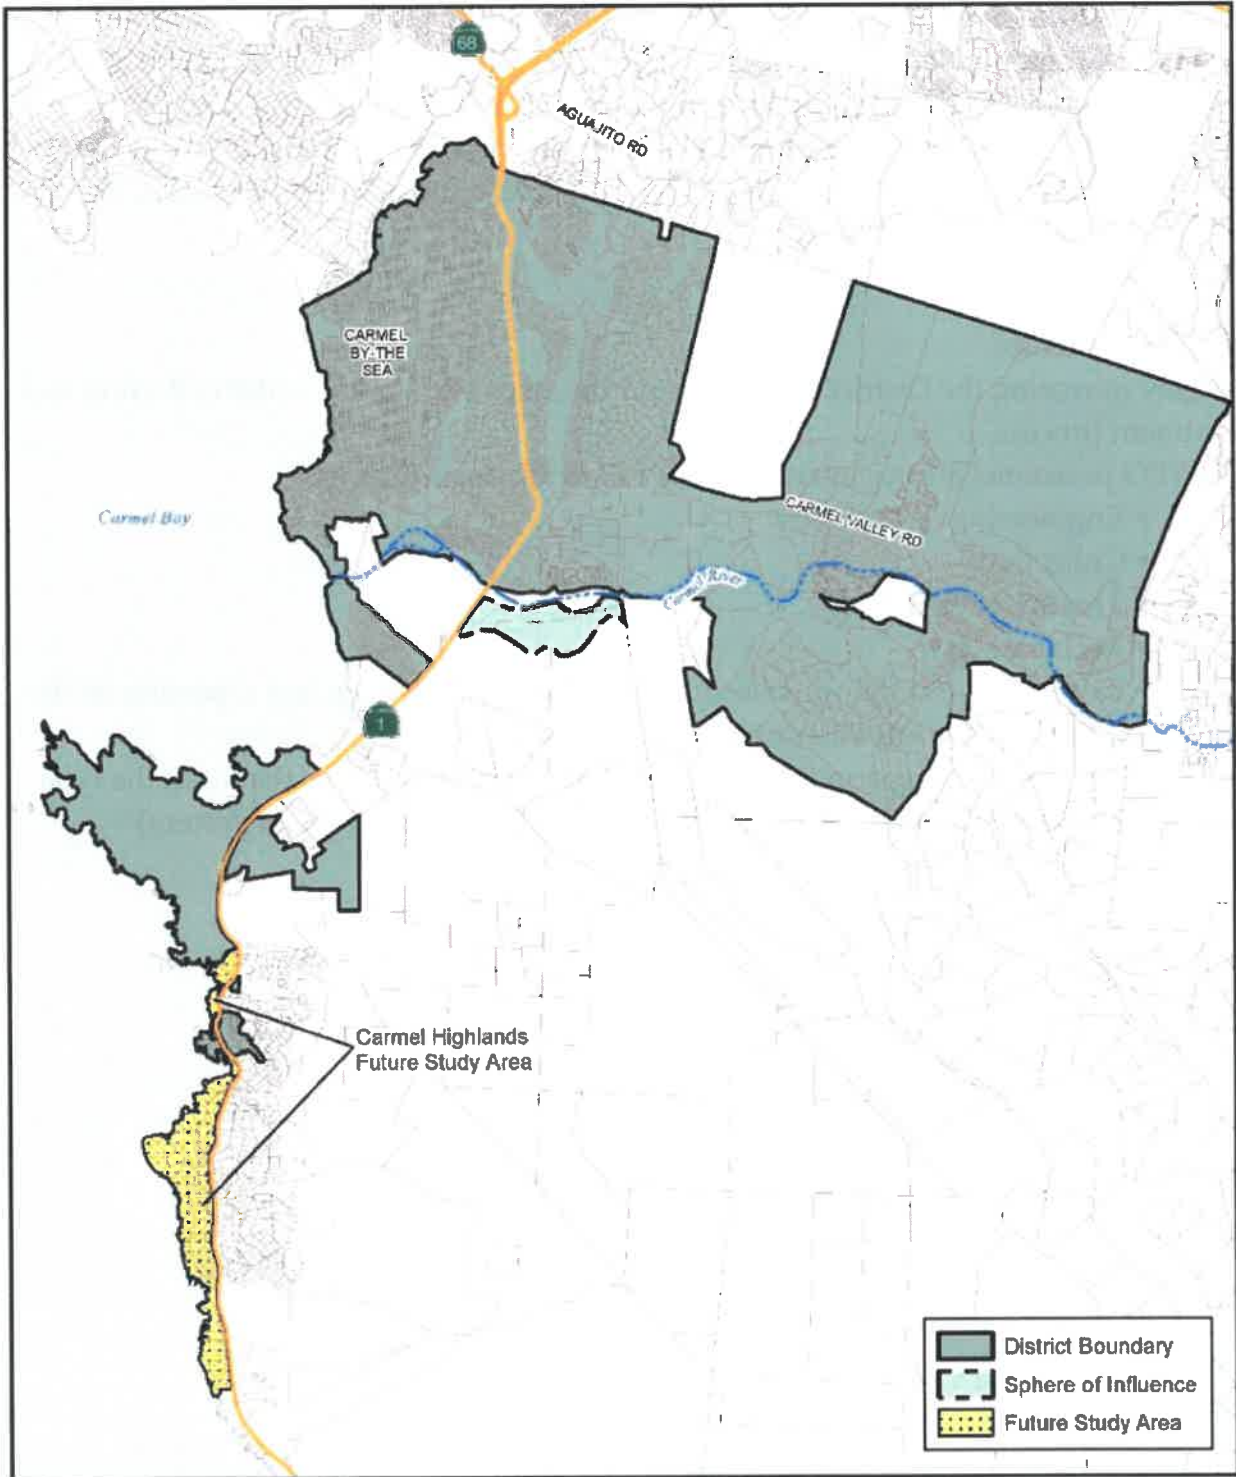 68
AGUAJITO RD
CARMEL
BY THE
SEA
Carmel Bay
CARMEL VALLEY RD
Carmel River
1
Carmel Highlands
Future Study Area
District Boundary
Sphere of Influence
Future Study Area